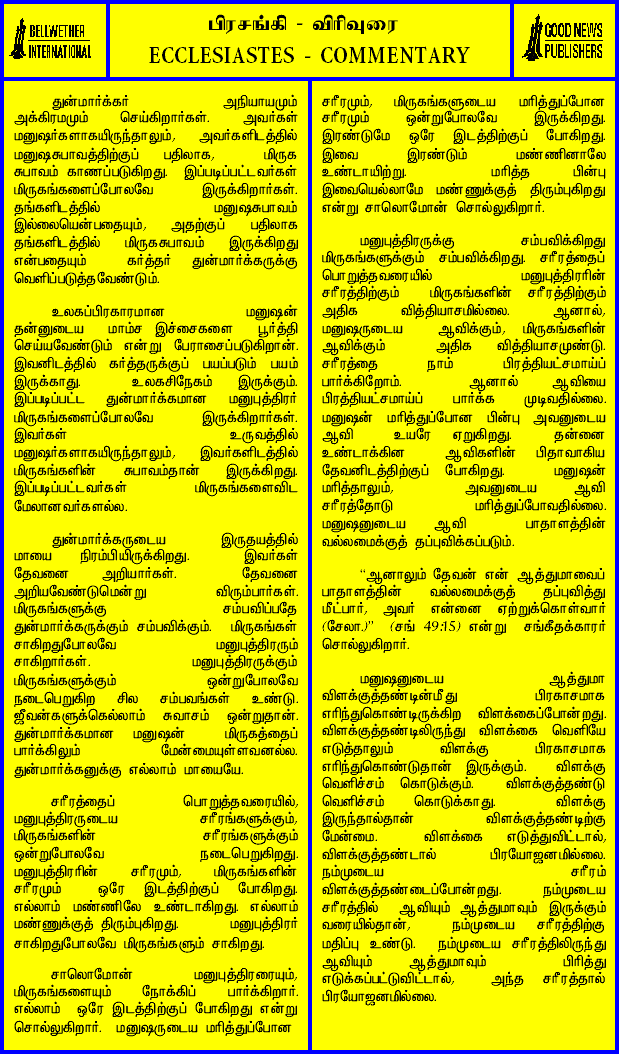 BELLWETHER
INTERNATIONAL
பிரசங்கி - விரிவுரை
ECCLESIASTES - COMMENTARY
GOOD NEWS
PUBLISHERS
துன்மார்க்கர் அநியாயமும்
அக்கிரமமும் செய்கிறார்கள். அவர்கள்
மனுஷர்களாகயிருந்தாலும், அவர்களிடத்தில்
மனுஷசுபாவத்திற்குப் பதிலாக, மிருக
சுபாவம் காணப்படுகிறது. இப்படிப்பட்டவர்கள்
மிருகங்களைப்போலவே இருக்கிறார்கள்.
தங்களிடத்தில் மனுஷசுபாவம்
இல்லையென்பதையும், அதற்குப் பதிலாக
தங்களிடத்தில் மிருகசுபாவம் இருக்கிறது
என்பதையும் கர்த்தர் துன்மார்க்கருக்கு
வெளிப்படுத்தவேண்டும்.
உலகப்பிரகாரமான மனுஷன்
தன்னுடைய மாம்ச இச்சைகளை பூர்த்தி
செய்யவேண்டும் என்று பேராசைப்படுகிறான்.
இவனிடத்தில் கர்த்தருக்குப் பயப்படும் பயம்
இருக்காது. உலகசிநேகம் இருக்கும்.
இப்படிப்பட்ட துன்மார்க்கமான மனுபுத்திரர்
மிருகங்களைப்போலவே இருக்கிறார்கள்.
இவர்கள் உருவத்தில்
மனுஷர்களாகயிருந்தாலும், இவர்களிடத்தில்
மிருகங்களின் சுபாவம்தான் இருக்கிறது.
இப்படிப்பட்டவர்கள் மிருகங்களைவிட
மேலானவர்களல்ல.
துன்மார்க்கருடைய இருதயத்தில்
மாயை நிரம்பியிருக்கிறது. இவர்கள்
தேவனை அறியார்கள். தேவனை
அறியவேண்டுமென்று விரும்பார்கள்.
மிருகங்களுக்கு சம்பவிப்பதே
துன்மார்க்கருக்கும் சம்பவிக்கும். மிருகங்கள்
சாகிறதுபோலவே மனுபுத்திரரும்
சாகிறார்கள். மனுபுத்திரருக்கும்
மிருகங்களுக்கும் ஒன்றுபோலவே
நடைபெறுகிற சில சம்பவங்கள் உண்டு.
ஜீவன்களுக்கெல்லாம் சுவாசம் ஒன்றுதான்.
துன்மார்க்கமான மனுஷன் மிருகத்தைப்
பார்க்கிலும் மேன்மையுள்ளவனல்ல.
துன்மார்க்கனுக்கு எல்லாம் மாயையே.
சரீரத்தைப் பொறுத்தவரையில்,
மனுபுத்திரருடைய சரீரங்களுக்கும்,
மிருகங்களின் சரீரங்களுக்கும்
ஒன்றுபோலவே நடைபெறுகிறது.
மனுபுத்திரரின் சரீரமும், மிருகங்களின்
சரீரமும் ஒரே இடத்திற்குப் போகிறது.
எல்லாம் மண்ணிலே உண்டாகிறது. எல்லாம்
மண்ணுக்குத் திரும்புகிறது. மனுபுத்திரர்
சாகிறதுபோலவே மிருகங்களும் சாகிறது.
சாலொமோன் மனுபுத்திரரையும்,
மிருகங்களையும் நோக்கிப் பார்க்கிறார்.
எல்லாம் ஒரே இடத்திற்குப் போகிறது என்று
சொல்லுகிறார். மனுஷருடைய மரித்துப்போன
சரீரமும், மிருகங்களுடைய மரித்துப்போன
சரீரமும் ஒன்றுபோலவே இருக்கிறது.
இரண்டுமே ஒரே இடத்திற்குப் போகிறது.
இவை இரண்டும் மண்ணினாலே
உண்டாயிற்று. மரித்த பின்பு
இவையெல்லாமே மண்ணுக்குத் திரும்புகிறது
என்று சாலொமோன் சொல்லுகிறார்.
மனுபுத்திரருக்கு சம்பவிக்கிறது
மிருகங்களுக்கும் சம்பவிக்கிறது. சரீரத்தைப்
பொறுத்தவரையில் மனுபுத்திரரின்
சரீரத்திற்கும் மிருகங்களின் சரீரத்திற்கும்
அதிக வித்தியாசமில்லை. ஆனால்,
மனுஷருடைய ஆவிக்கும், மிருகங்களின்
ஆவிக்கும் அதிக வித்தியாசமுண்டு.
சரீரத்தை நாம் பிரத்தியட்சமாய்ப்
பார்க்கிறோம். ஆனால் ஆவியை
பிரத்தியட்சமாய்ப் பார்க்க முடிவதில்லை.
மனுஷன் மரித்துப்போன பின்பு அவனுடைய
ஆவி உயரே ஏறுகிறது. தன்னை
உண்டாக்கின ஆவிகளின் பிதாவாகிய
தேவனிடத்திற்குப் போகிறது. மனுஷன்
மரித்தாலும், அவனுடைய ஆவி
சரீரத்தோடு மரித்துப்போவதில்லை.
மனுஷனுடைய ஆவி பாதாளத்தின்
வல்லமைக்குத் தப்புவிக்கப்படும்.
"ஆனாலும் தேவன் என் ஆத்துமாவைப்
பாதாளத்தின் வல்லமைக்குத் தப்புவித்து
மீட்பார், அவர் என்னை ஏற்றுக்கொள்வார்
(சேலா.)" (சங் 49:15) என்று சங்கீதக்காரர்
சொல்லுகிறார்.
மனுஷனுடைய ஆத்துமா
விளக்குத்தண்டின்மீது பிரகாசமாக
எரிந்துகொண்டிருக்கிற விளக்கைப்போன்றது.
விளக்குத்தண்டிலிருந்து விளக்கை வெளியே
எடுத்தாலும் விளக்கு பிரகாசமாக
எரிந்துகொண்டுதான் இருக்கும். விளக்கு
வெளிச்சம் கொடுக்கும். விளக்குத்தண்டு
வெளிச்சம் கொடுக்காது. விளக்கு
இருந்தால்தான் விளக்குத்தண்டிற்கு
மேன்மை. விளக்கை எடுத்துவிட்டால்,
விளக்குத்தண்டால் பிரயோஜனமில்லை.
நம்முடைய சரீரம்
விளக்குத்தண்டைப்போன்றது. நம்முடைய
சரீரத்தில் ஆவியும் ஆத்துமாவும் இருக்கும்
வரையில்தான், நம்முடைய சரீரத்திற்கு
மதிப்பு உண்டு. நம்முடைய சரீரத்திலிருந்து
ஆவியும் ஆத்துமாவும் பிரித்து
எடுக்கப்பட்டுவிட்டால், அந்த சரீரத்தால்
பிரயோஜனமில்லை.